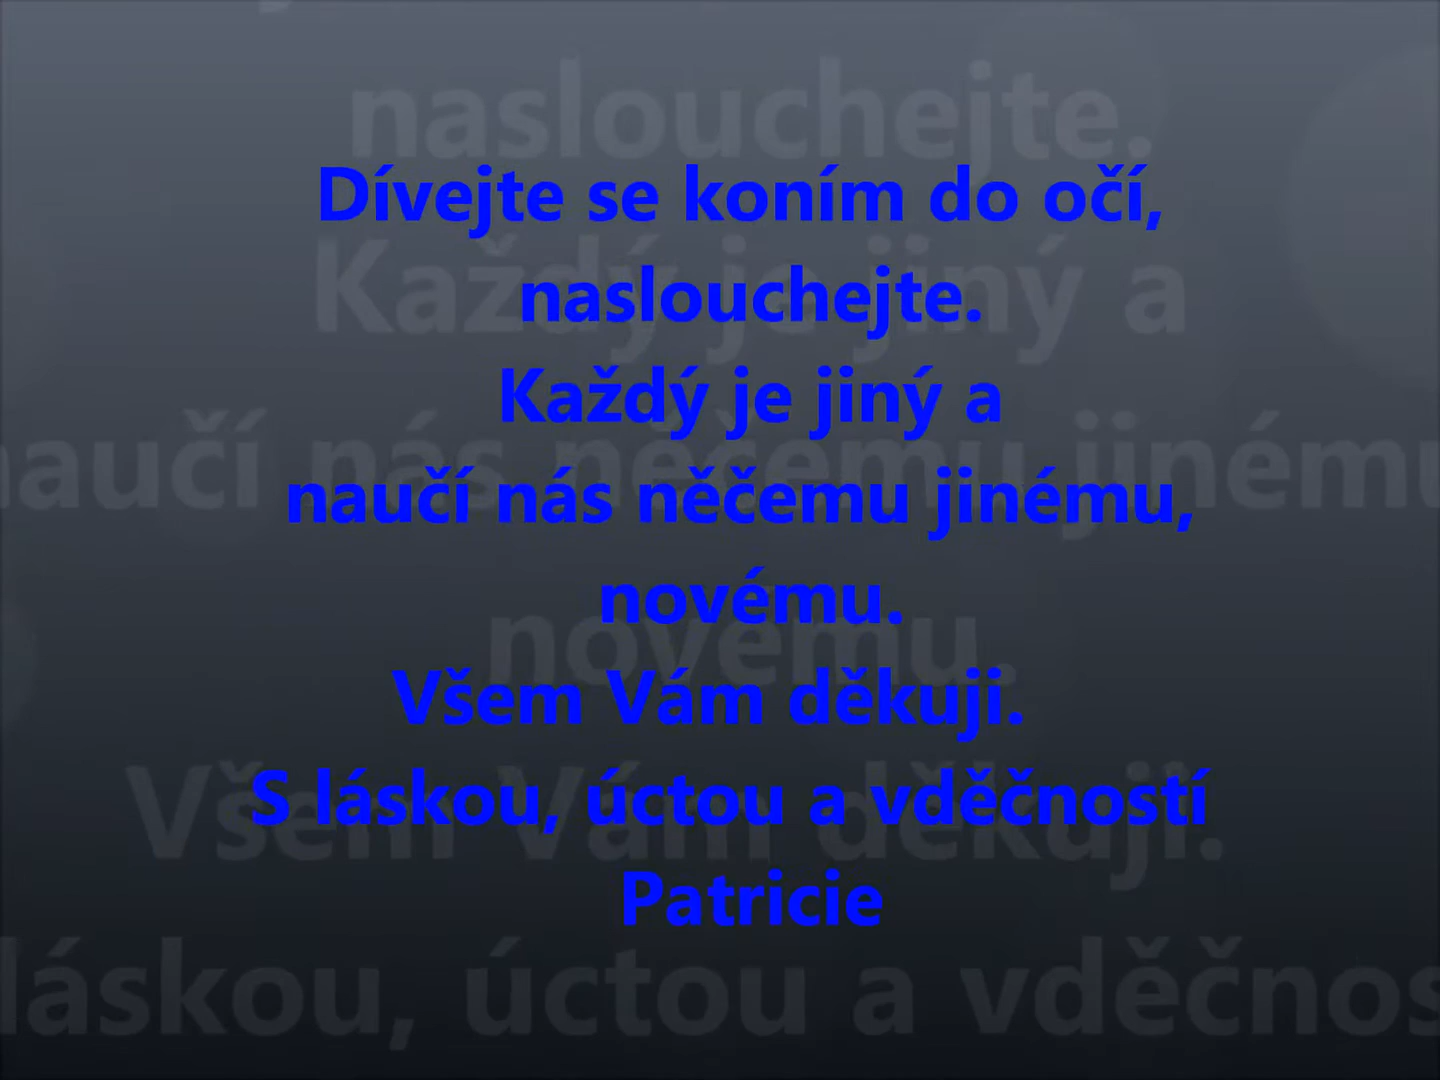 Dívejte se koním do očí,
naslouchejte.
Každý je jiný a
naučí nás něčemu jinému,
novému.
Všem Vám děkuji.
S láskou, úctou a vděčností
Patricie